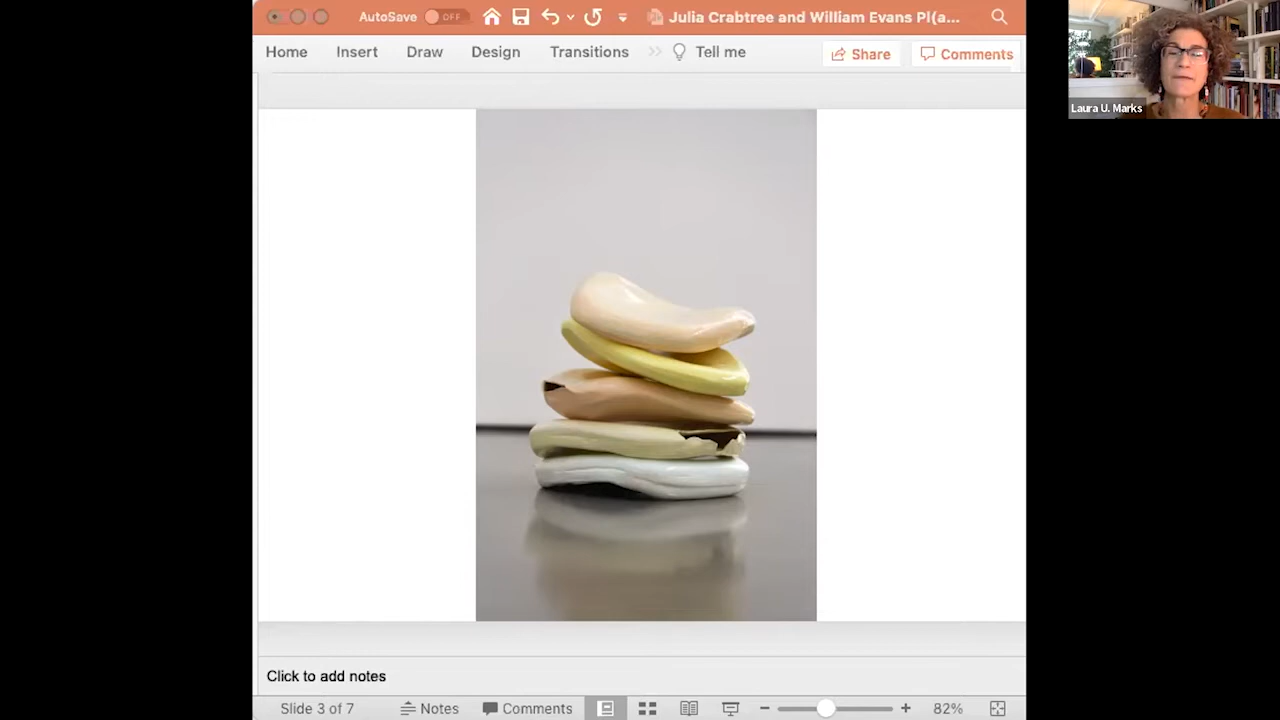 AutoSave OFF Julia Crabtree and William Evans Pl(a...
Home Insert Draw Design Transitions >> Tell me Share Comments
Laura U. Marks
Click to add notes
Slide 3 of 7 Notes Comments 82%